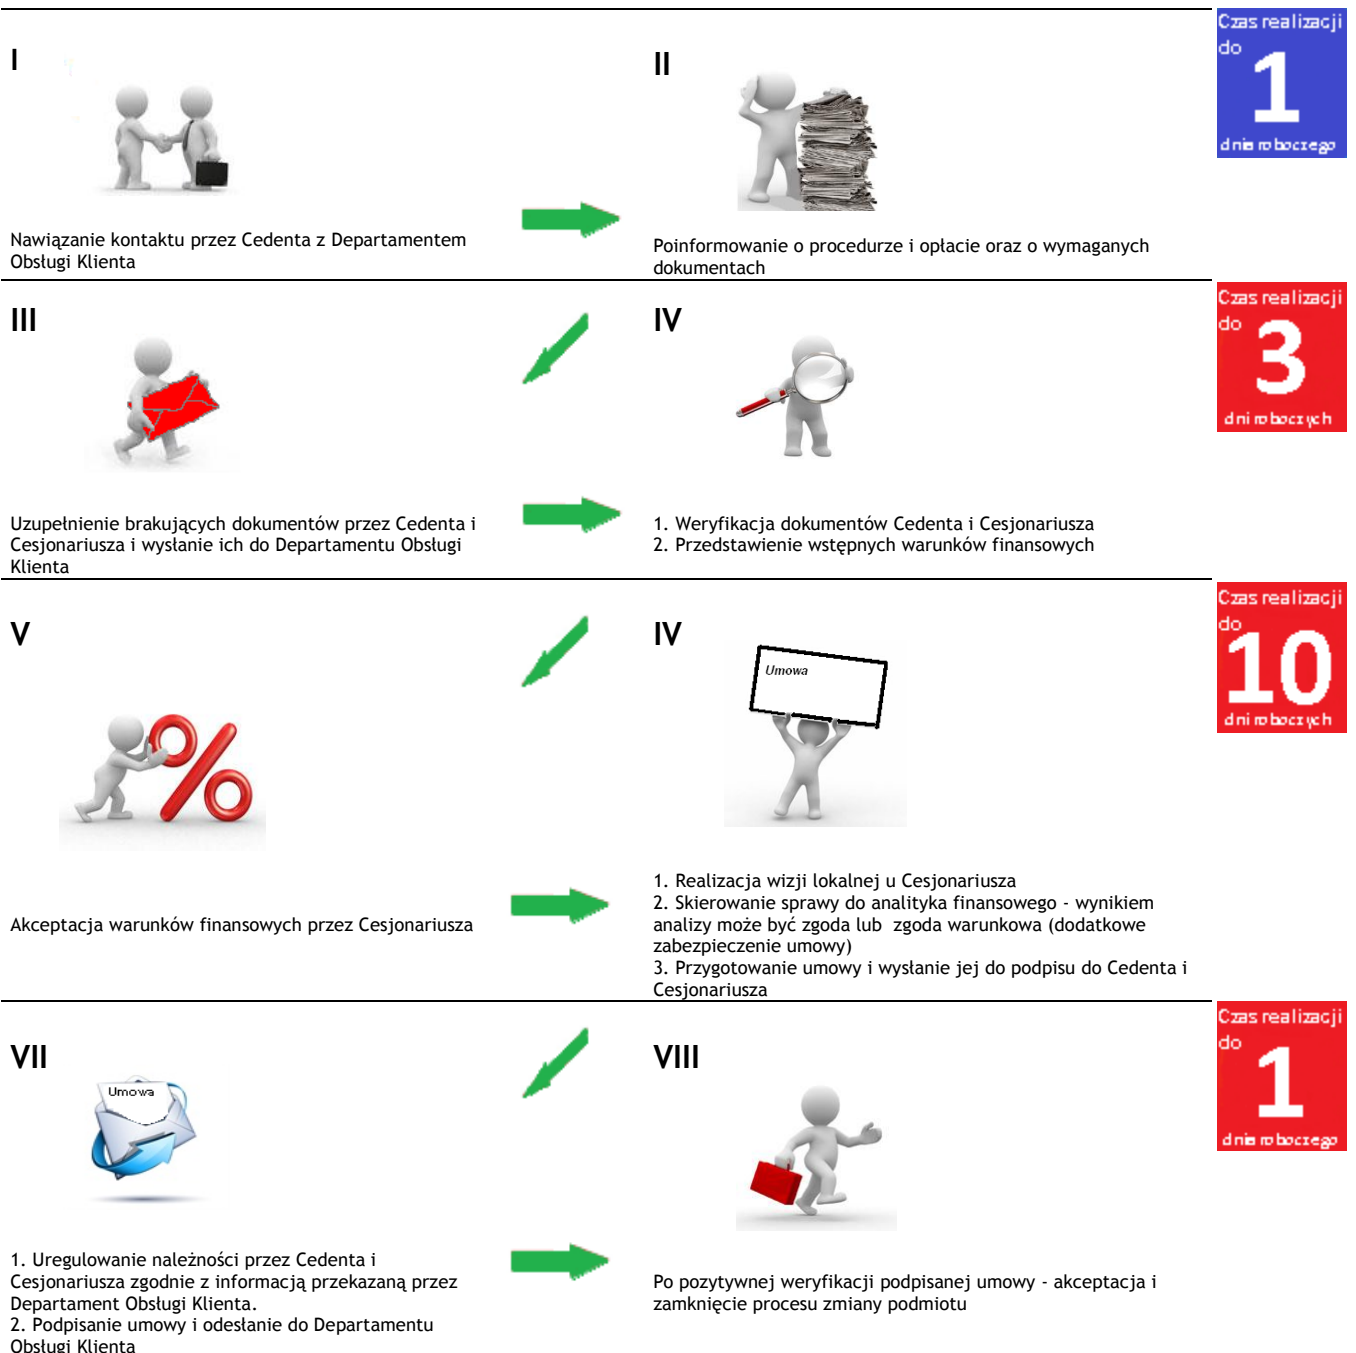 I
II
Czas realizacji
do
1
dnia roboczego
Nawiązanie kontaktu przez Cedenta z Departamentem
Obsługi Klienta
Poinformowanie o procedurze i opłacie oraz o wymaganych
dokumentach
III
IV
Czas realizacji
do
3
dni roboczych
Uzupełnienie brakujących dokumentów przez Cedenta i
Cesjonariusza i wysłanie ich do Departamentu Obsługi
Klienta
1. Weryfikacja dokumentów Cedenta i Cesjonariusza
2. Przedstawienie wstępnych warunków finansowych
V
IV
Umowa
Czas realizacji
do
10
dni roboczych
Akceptacja warunków finansowych przez Cesjonariusza
1. Realizacja wizji lokalnej u Cesjonariusza
2. Skierowanie sprawy do analityka finansowego - wynikiem
analizy może być zgoda lub zgoda warunkowa (dodatkowe
zabezpieczenie umowy)
3. Przygotowanie umowy i wysłanie jej do podpisu do Cedenta i
Cesjonariusza
VII
Umowa
VIII
Czas realizacji
do
1
dnia roboczego
1. Uregulowanie należności przez Cedenta i
Cesjonariusza zgodnie z informacją przekazaną przez
Departament Obsługi Klienta.
2. Podpisanie umowy i odesłanie do Departamentu
Obsługi Klienta
Po pozytywnej weryfikacji podpisanej umowy - akceptacja i
zamknięcie procesu zmiany podmiotu